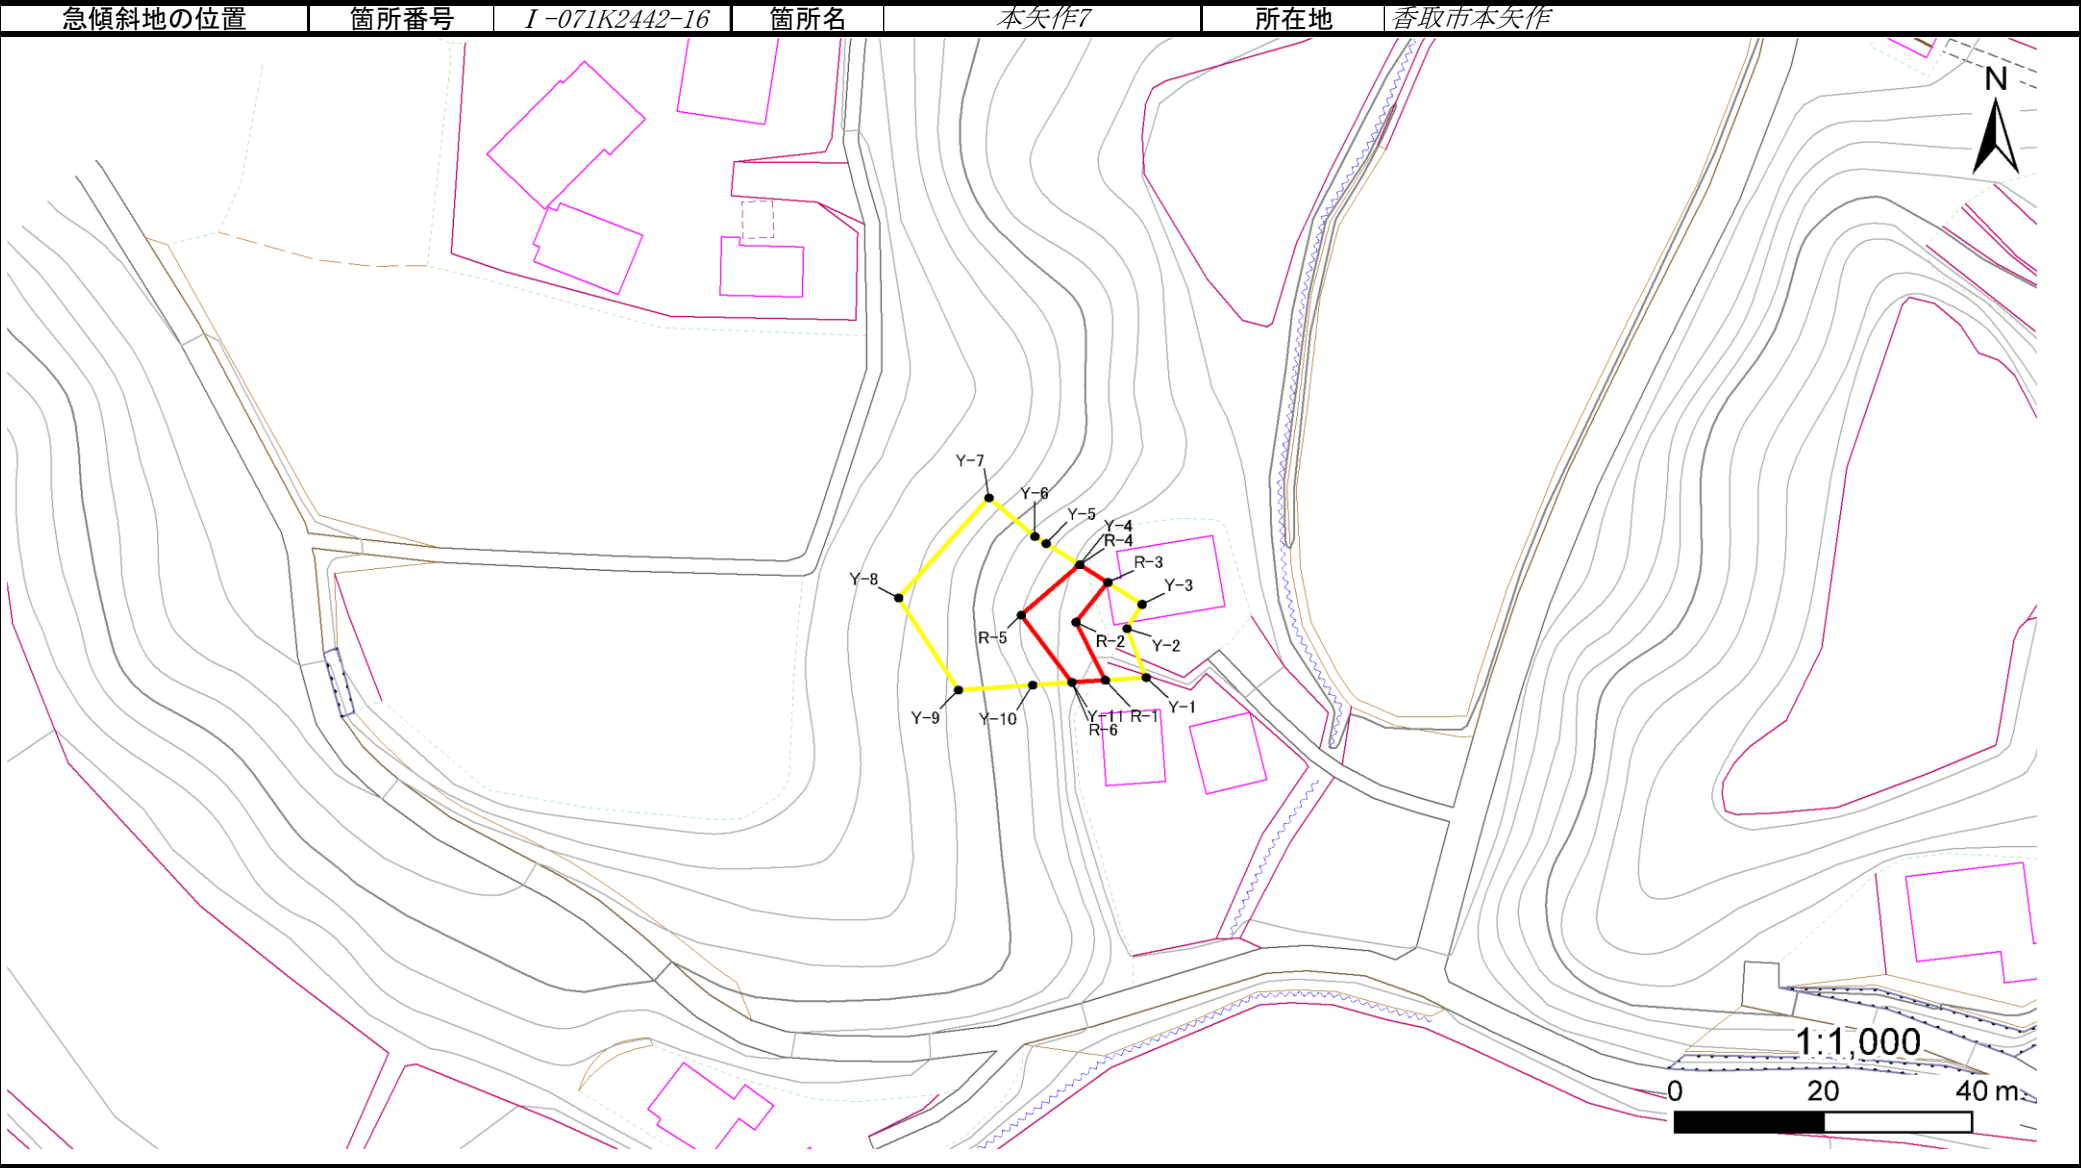 急傾斜地の位置 箇所番号 I-071K2442-16 箇所名 本矢作7 所在地 香取市本矢作
N
Y-7
Y-6
Y-5
Y-4
R-4
R-3
Y-8
Y-3
R-5
R-2
Y-2
Y-9
Y-10
Y-11
R-1
Y-1
R-6
1:1,000
0 20 40 m